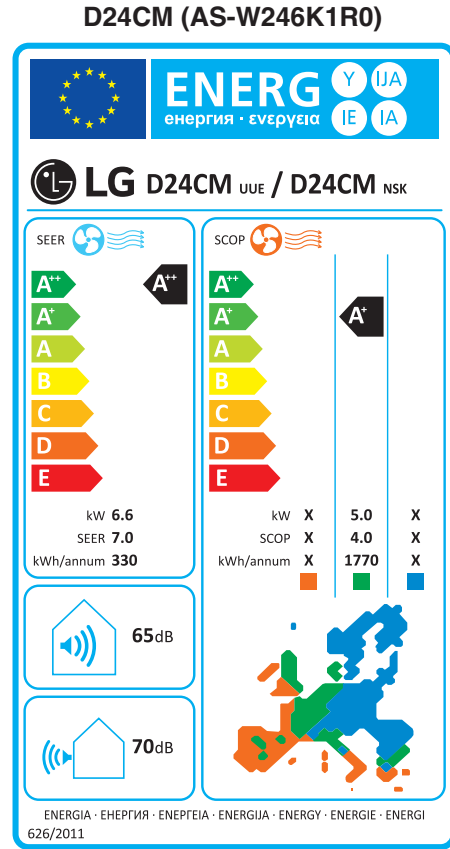 D24CM (AS-W246K1R0)
ENERG Y IJA
енергия · ενεργεια IE IA
LG D24CM UUE / D24CM NSK
SEER
A++ A++
A+
A
B
C
D
E
kW 6.6
SEER 7.0
kWh/annum 330
SCOP
A++
A+ A+
A
B
C
D
E
kW X 5.0 X
SCOP X 4.0 X
kWh/annum X 1770 X
65dB
70dB
ENERGIA · ЕНЕРГИЯ · ΕΝΕΡΓΕΙΑ · ENERGIJA · ENERGY · ENERGIE · ENERGI
626/2011